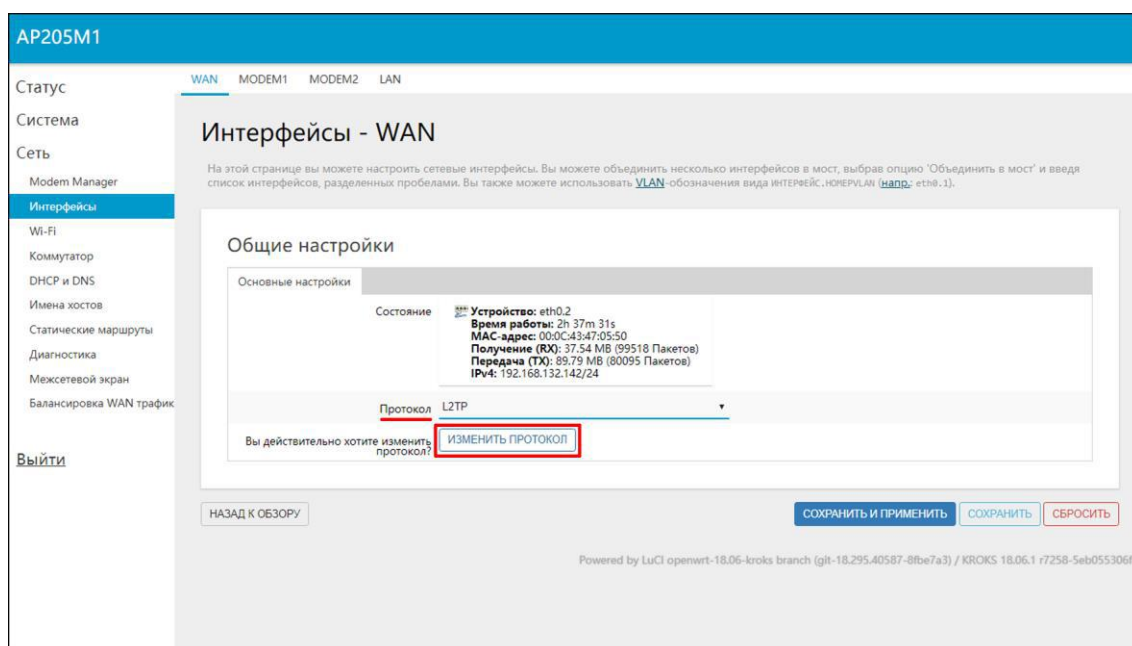 AP205M1
Статус
Система
Сеть
Modem Manager
Интерфейсы
Wi-Fi
Коммутатор
DHCP и DNS
Имена хостов
Статические маршруты
Диагностика
Межсетевой экран
Балансировка WAN трафик
Выйти
WAN MODEM1 MODEM2 LAN
Интерфейсы - WAN
На этой странице вы можете настроить сетевые интерфейсы. Вы можете объединить несколько интерфейсов в мост, выбрав опцию 'Объединить в мост' и введя
список интерфейсов, разделенных пробелами. Вы также можете использовать VLAN-обозначения вида ИНТЕРФЕЙС.НОМЕРVLAN (напр.: eth0.1).
Общие настройки
Основные настройки
Состояние
Устройство: eth0.2
Время работы: 2h 37m 31s
MAC-адрес: 00:0C:43:47:05:50
Получение (RX): 37.54 MB (99518 Пакетов)
Передача (TX): 89.79 MB (80095 Пакетов)
IPv4: 192.168.132.142/24
Протокол L2TP
Вы действительно хотите изменить
протокол?
ИЗМЕНИТЬ ПРОТОКОЛ
НАЗАД К ОБЗОРУ СОХРАНИТЬ И ПРИМЕНИТЬ СОХРАНИТЬ СБРОСИТЬ
Powered by LuCI openwrt-18.06-kroks branch (git-18.295.40587-8fbe7a3) / KROKS 18.06.1 r7258-5eb055306f